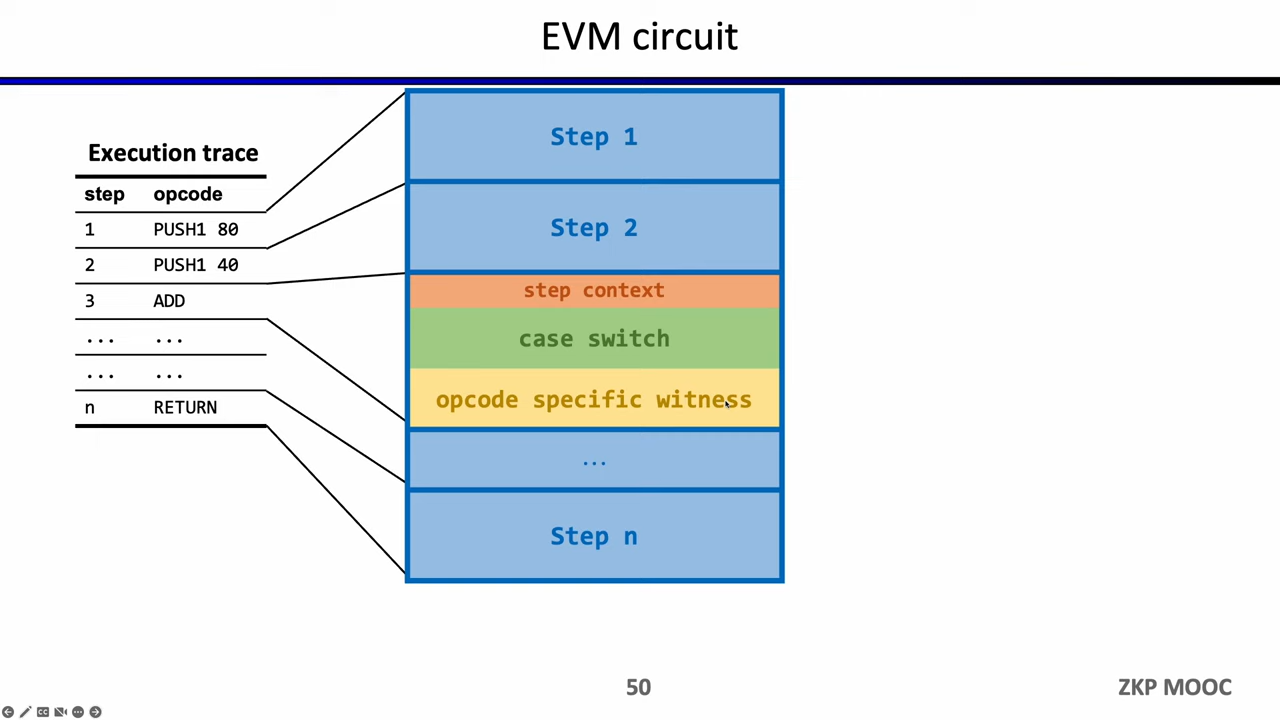 EVM circuit
Execution trace
step opcode
1 PUSH1 80
2 PUSH1 40
3 ADD
... ...
... ...
n RETURN
Step 1
Step 2
step context
case switch
opcode specific witness
...
Step n
50
ZKP MOOC